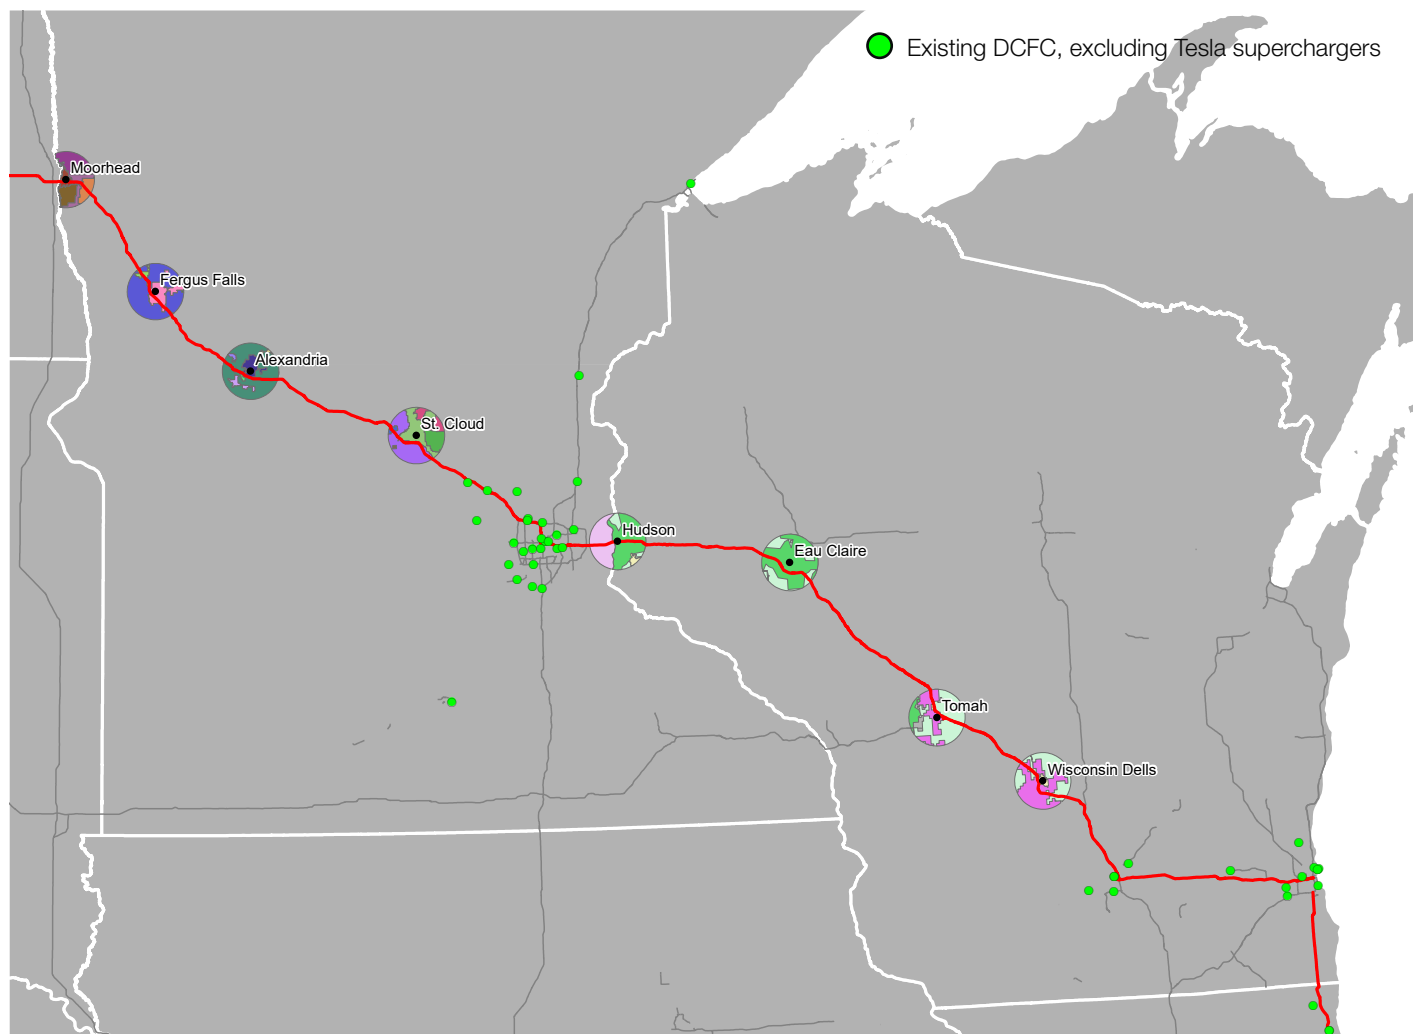 Existing DCFC, excluding Tesla superchargers
Moorhead
Fergus Falls
Alexandria
St. Cloud
Hudson
Eau Claire
Tomah
Wisconsin Dells